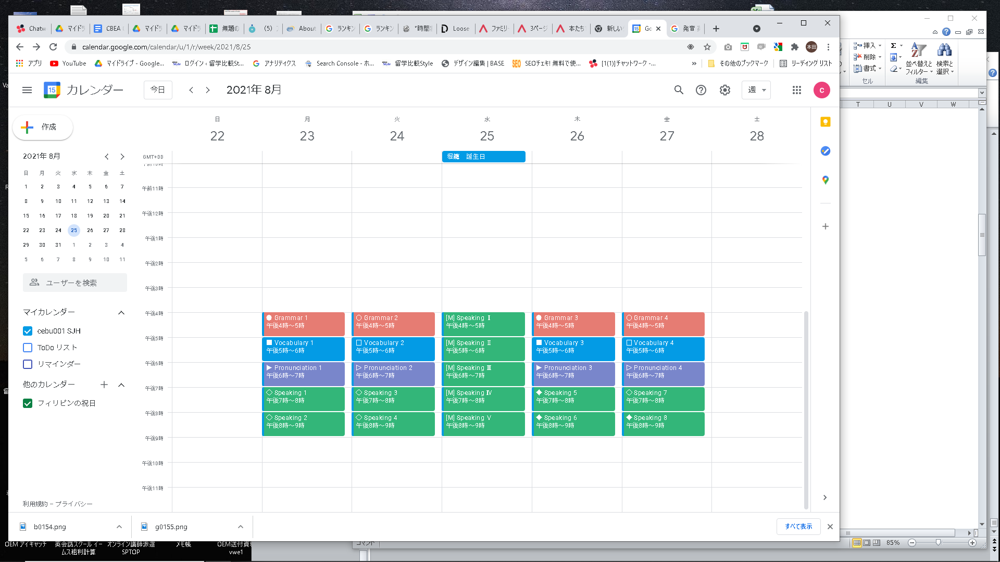 Chatw
マイドラ
CBEA
マイドラ
マイドラ
無題の
(5)
About
ランキン
ランキン
"時間
Loose
ファミリー
3ページ
本たち
新しい
Go
発音
calendar.google.com/calendar/u/1/r/week/2021/8/25
本田
アプリ
YouTube
マイドライブ - Google...
ログイン ‹ 留学比較St...
アナリティクス
Search Console - ホ...
留学比較Style
デザイン編集 | BASE
SEOチェキ! 無料で使...
[1(1)]チャットワーク -...
»
その他のブックマーク
リーディング リスト
カレンダー
今日
2021年 8月
週
C
作成
2021年 8月
日 月 火 水 木 金 土
1 2 3 4 5 6 7
8 9 10 11 12 13 14
15 16 17 18 19 20 21
22 23 24 25 26 27 28
29 30 31 1 2 3 4
5 6 7 8 9 10 11
ユーザーを検索
マイカレンダー
cebu001 SJH
ToDo リスト
リマインダー
他のカレンダー
フィリピンの祝日
利用規約 – プライバシー
日 月 火 水 木 金 土
22 23 24 25 26 27 28
GMT+08
堀籠 誕生日
午前11時
午後12時
午後1時
午後2時
午後3時
午後4時
午後5時
午後6時
午後7時
午後8時
午後9時
午後10時
午後11時
● Grammar 1
午後4時～5時
■ Vocabulary 1
午後5時～6時
▶ Pronunciation 1
午後6時～7時
◇ Speaking 1
午後7時～8時
◇ Speaking 2
午後8時～9時
○ Grammar 2
午後4時～5時
□ Vocabulary 2
午後5時～6時
▷ Pronunciation 2
午後6時～7時
◇ Speaking 3
午後7時～8時
◇ Speaking 4
午後8時～9時
[M] Speaking Ⅰ
午後4時～5時
[M] Speaking Ⅱ
午後5時～6時
[M] Speaking Ⅲ
午後6時～7時
[M] Speaking Ⅳ
午後7時～8時
[M] Speaking Ⅴ
午後8時～9時
● Grammar 3
午後4時～5時
■ Vocabulary 3
午後5時～6時
▶ Pronunciation 3
午後6時～7時
◆ Speaking 5
午後7時～8時
◆ Speaking 6
午後8時～9時
○ Grammar 4
午後4時～5時
□ Vocabulary 4
午後5時～6時
▷ Pronunciation 4
午後6時～7時
◇ Speaking 7
午後7時～8時
◆ Speaking 8
午後8時～9時
b0154.png
g0155.png
すべて表示
挿入
削除
書式
セル
並べ替えと
フィルター
検索と
選択
編集
T U V W
85%
コマンド
OEM アイキャッチ
英会話スクール イー
ムス粗利計算
オンライン講師派遣
SPTOP
メモ帳
OEM送付資
vwe1